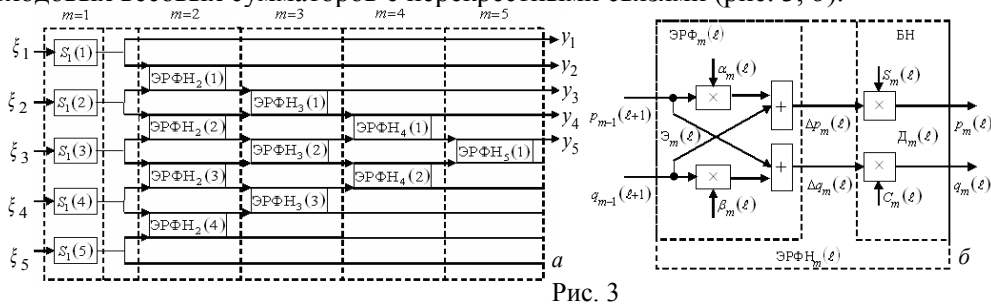 ходовых весовых сумматоров с перекрестными связями (рис. 3, б).
m=1 m=2 m=3 m=4 m=5
ξ1 S1(1) y1
y2
ЭРФН2(1)
ξ2 S1(2) y3
ЭРФН3(1)
y4
ЭРФН2(2) ЭРФН4(1)
ξ3 S1(3) y5
ЭРФН3(2) ЭРФН5(1)
ЭРФН2(3) ЭРФН4(2)
ξ4 S1(4)
ЭРФН3(3)
ЭРФН2(4)
ξ5 S1(5)
а
ЭРФm(ℓ) БН
αm(ℓ) Sm(ℓ)
× + ×
pm−1(ℓ+1) Эm(ℓ) Δpm(ℓ) pm(ℓ)
Дm(ℓ)
× + ×
qm−1(ℓ+1) βm(ℓ) Δqm(ℓ) Cm(ℓ) qm(ℓ)
ЭРФНm(ℓ) б
Рис. 3